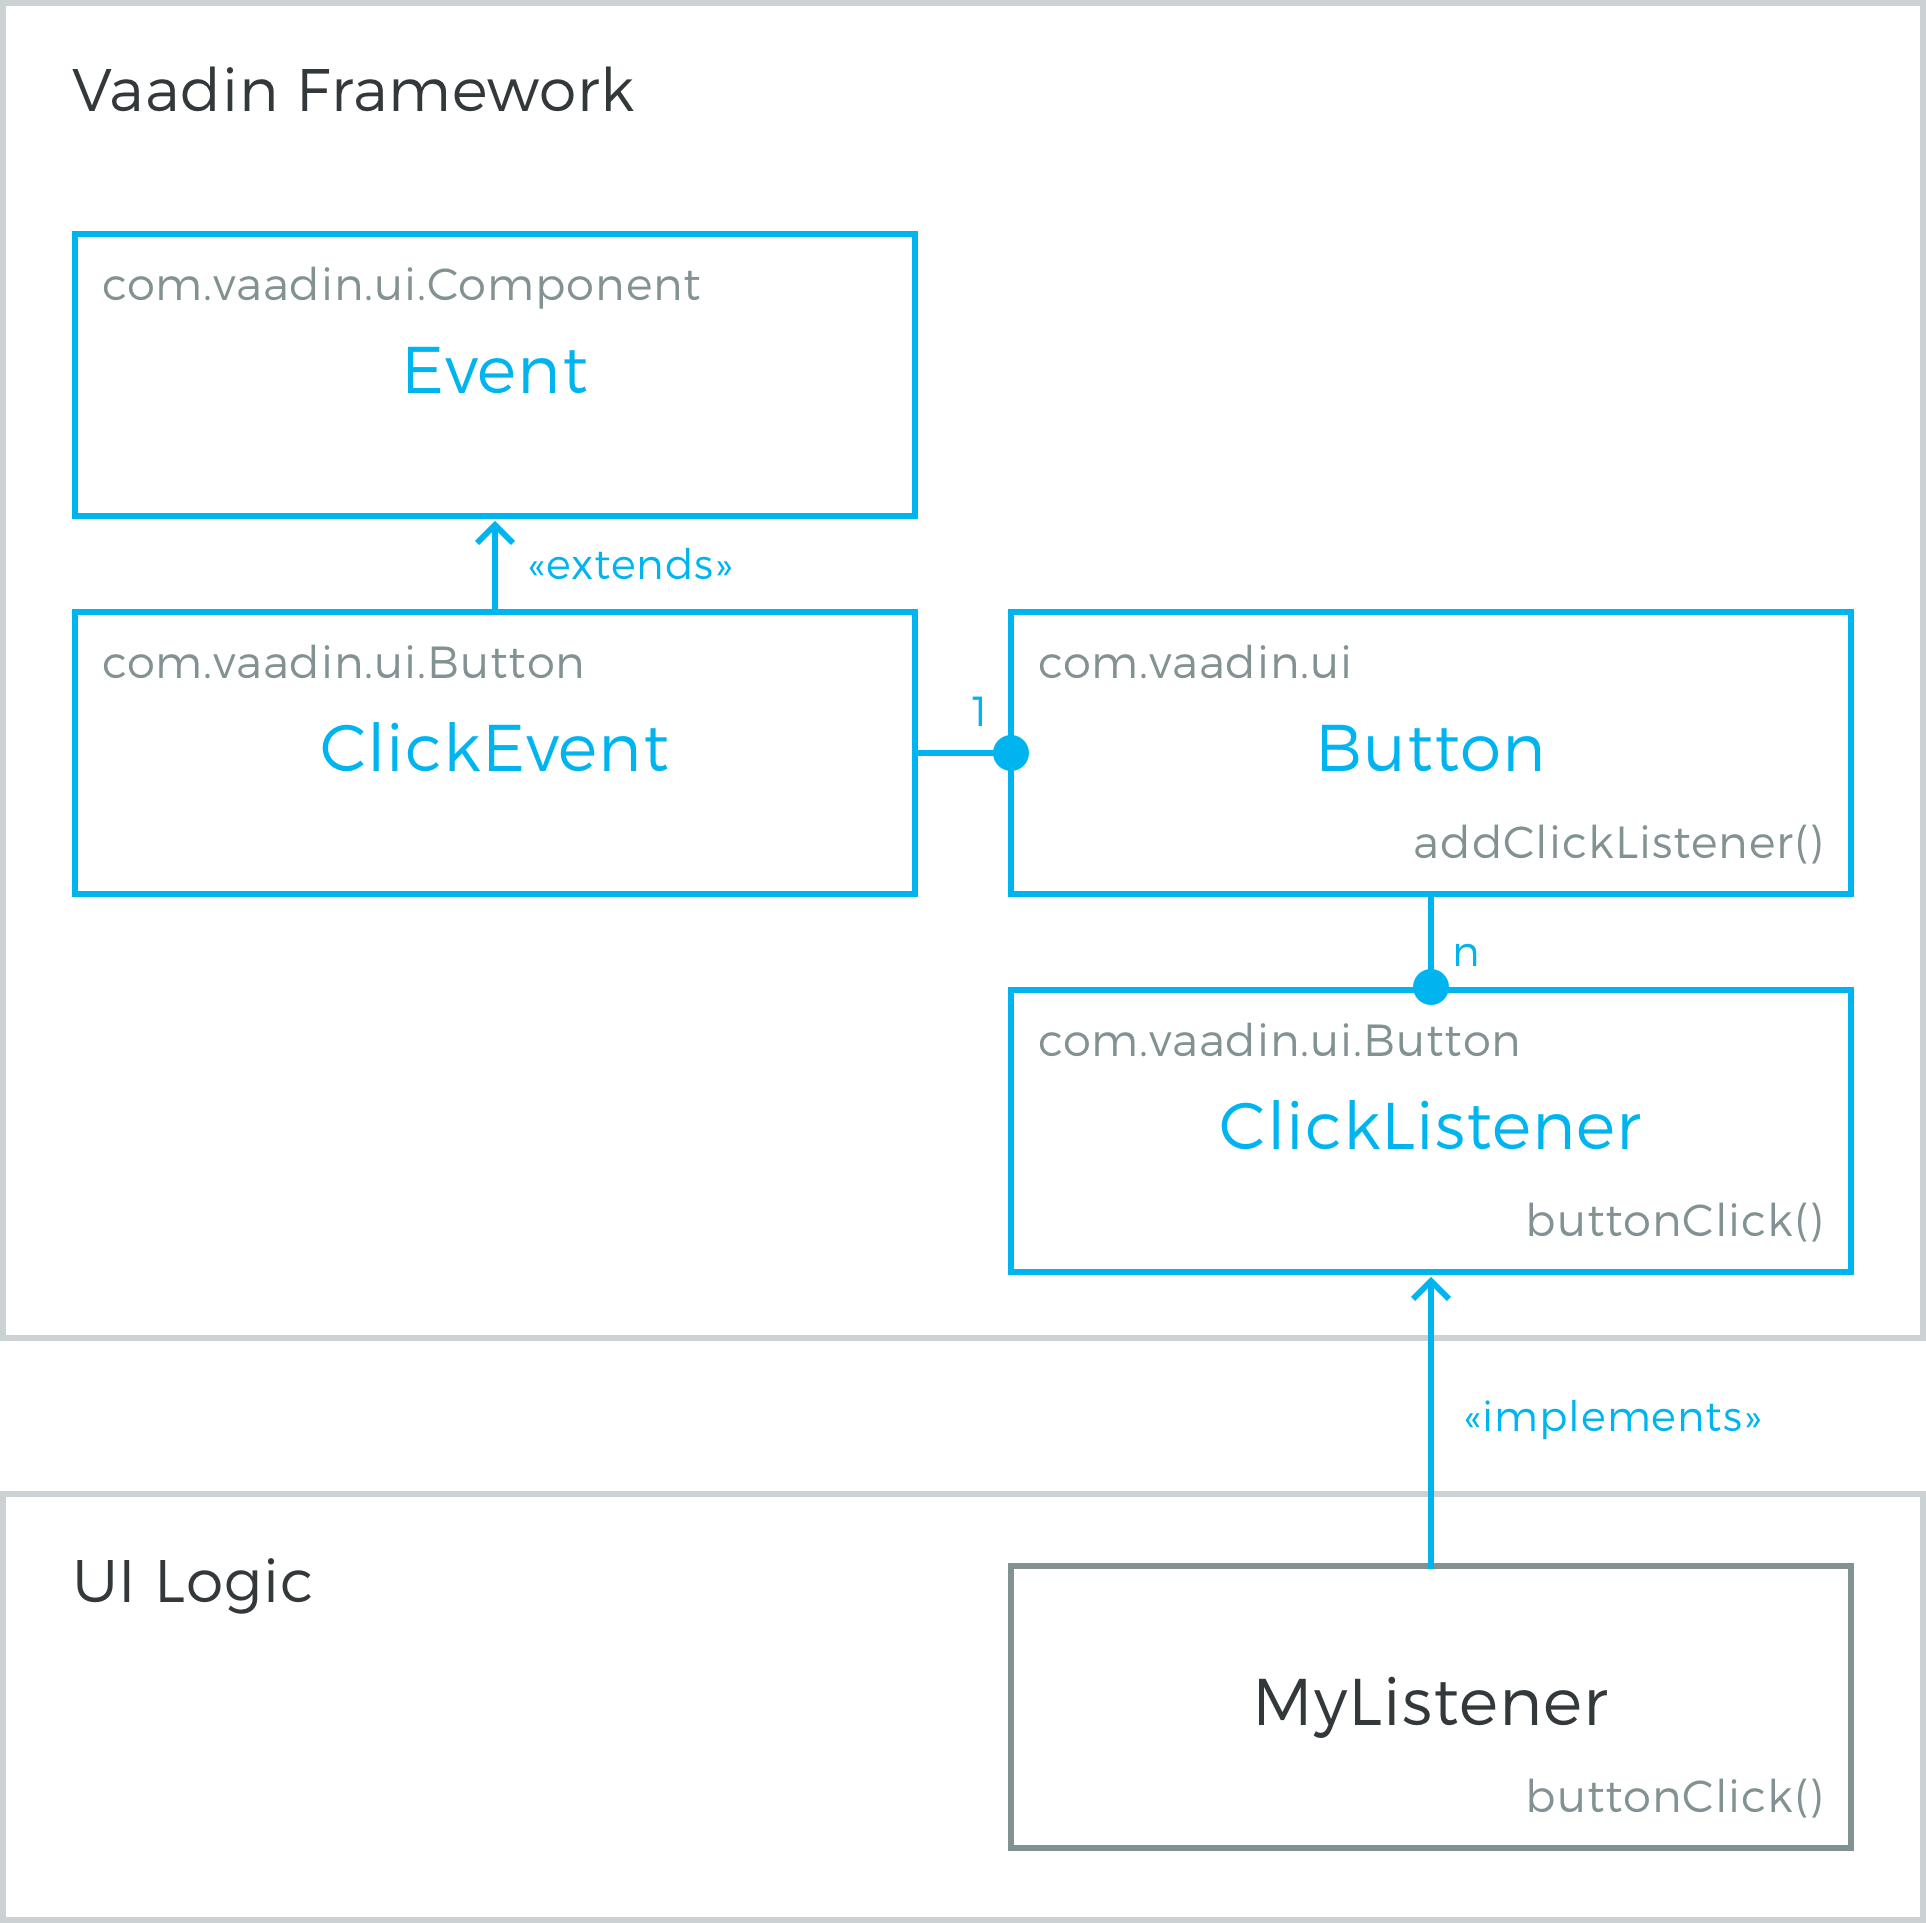 Vaadin Framework
com.vaadin.ui.Component
Event
«extends»
com.vaadin.ui.Button
ClickEvent
1
com.vaadin.ui
Button
addClickListener()
n
com.vaadin.ui.Button
ClickListener
buttonClick()
«implements»
UI Logic
MyListener
buttonClick()